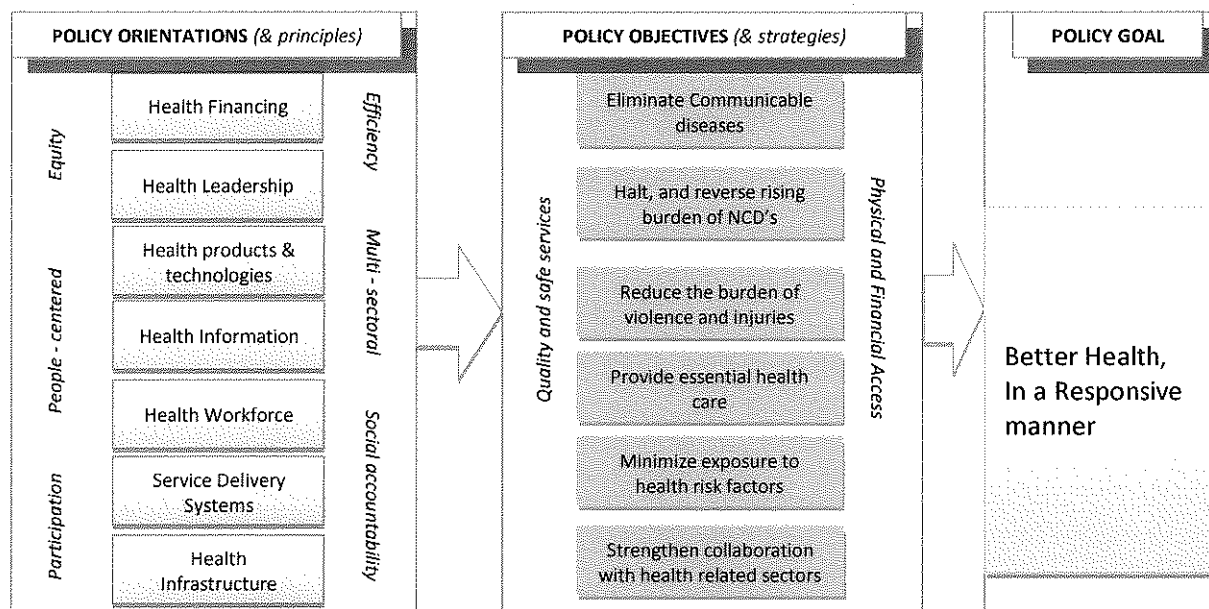 POLICY ORIENTATIONS (& principles)
Equity
People - centered
Participation
Health Financing
Health Leadership
Health products &
technologies
Health Information
Health Workforce
Service Delivery
Systems
Health
Infrastructure
Efficiency
Multi - sectoral
Social accountability
POLICY OBJECTIVES (& strategies)
Quality and safe services
Eliminate Communicable
diseases
Halt, and reverse rising
burden of NCD's
Reduce the burden of
violence and injuries
Provide essential health
care
Minimize exposure to
health risk factors
Strengthen collaboration
with health related sectors
Physical and Financial Access
POLICY GOAL
Better Health,
In a Responsive
manner